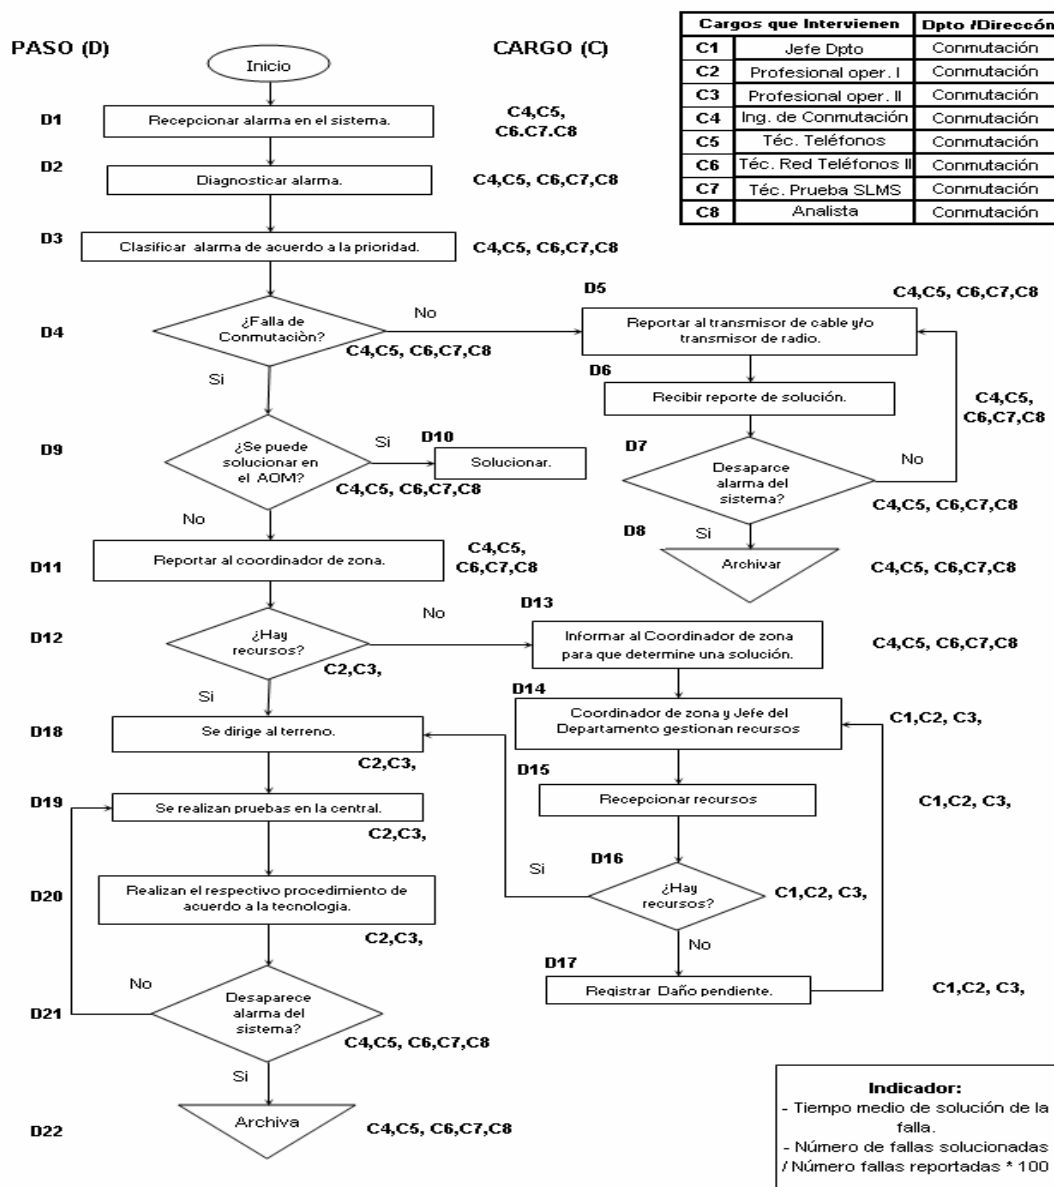 PASO (D)
CARGO (C)
Cargos que Intervienen Dpto /Direccón
C1 Jefe Dpto Conmutación
C2 Profesional oper. I Conmutación
C3 Profesional oper. II Conmutación
C4 Ing. de Conmutación Conmutación
C5 Téc. Teléfonos Conmutación
C6 Téc. Red Teléfonos II Conmutación
C7 Téc. Prueba SLMS Conmutación
C8 Analista Conmutación
Inicio
D1
Recepcionar alarma en el sistema.
C4,C5,
C6.C7.C8
D2
Diagnosticar alarma.
C4,C5, C6,C7,C8
D3
Clasificar alarma de acuerdo a la prioridad.
C4,C5, C6,C7,C8
D4
¿Falla de
Conmutaciòn?
No
C4,C5, C6,C7,C8
Si
D5
C4,C5, C6,C7,C8
Reportar al transmisor de cable y/o
transmisor de radio.
D6
Recibir reporte de solución.
C4,C5,
C6,C7,C8
D7
Desaparce
alarma del
sistema?
No
C4,C5, C6,C7,C8
D8
Si
Archivar
C4,C5, C6,C7,C8
D9
¿Se puede
solucionar en
el AOM?
Si
D10
Solucionar.
C4,C5, C6,C7,C8
No
D11
Reportar al coordinador de zona.
C4,C5,
C6,C7,C8
D12
¿Hay
recursos?
No
C2,C3,
Si
D13
Informar al Coordinador de zona
para que determine una solución.
C4,C5, C6,C7,C8
D14
Coordinador de zona y Jefe del
Departamento gestionan recursos
C1,C2, C3,
D15
Recepcionar recursos
C1,C2, C3,
D16
Si
¿Hay
recursos?
C1,C2, C3,
No
D17
Registrar Daño pendiente.
C1,C2, C3,
D18
Se dirige al terreno.
C2,C3,
D19
Se realizan pruebas en la central.
C2,C3,
D20
Realizan el respectivo procedimiento de
acuerdo a la tecnología.
C2,C3,
D21
No
Desaparece
alarma del
sistema?
C4,C5, C6,C7,C8
Si
D22
Archiva
C4,C5, C6,C7,C8
Indicador:
- Tiempo medio de solución de la
falla.
- Número de fallas solucionadas
/ Número fallas reportadas * 100